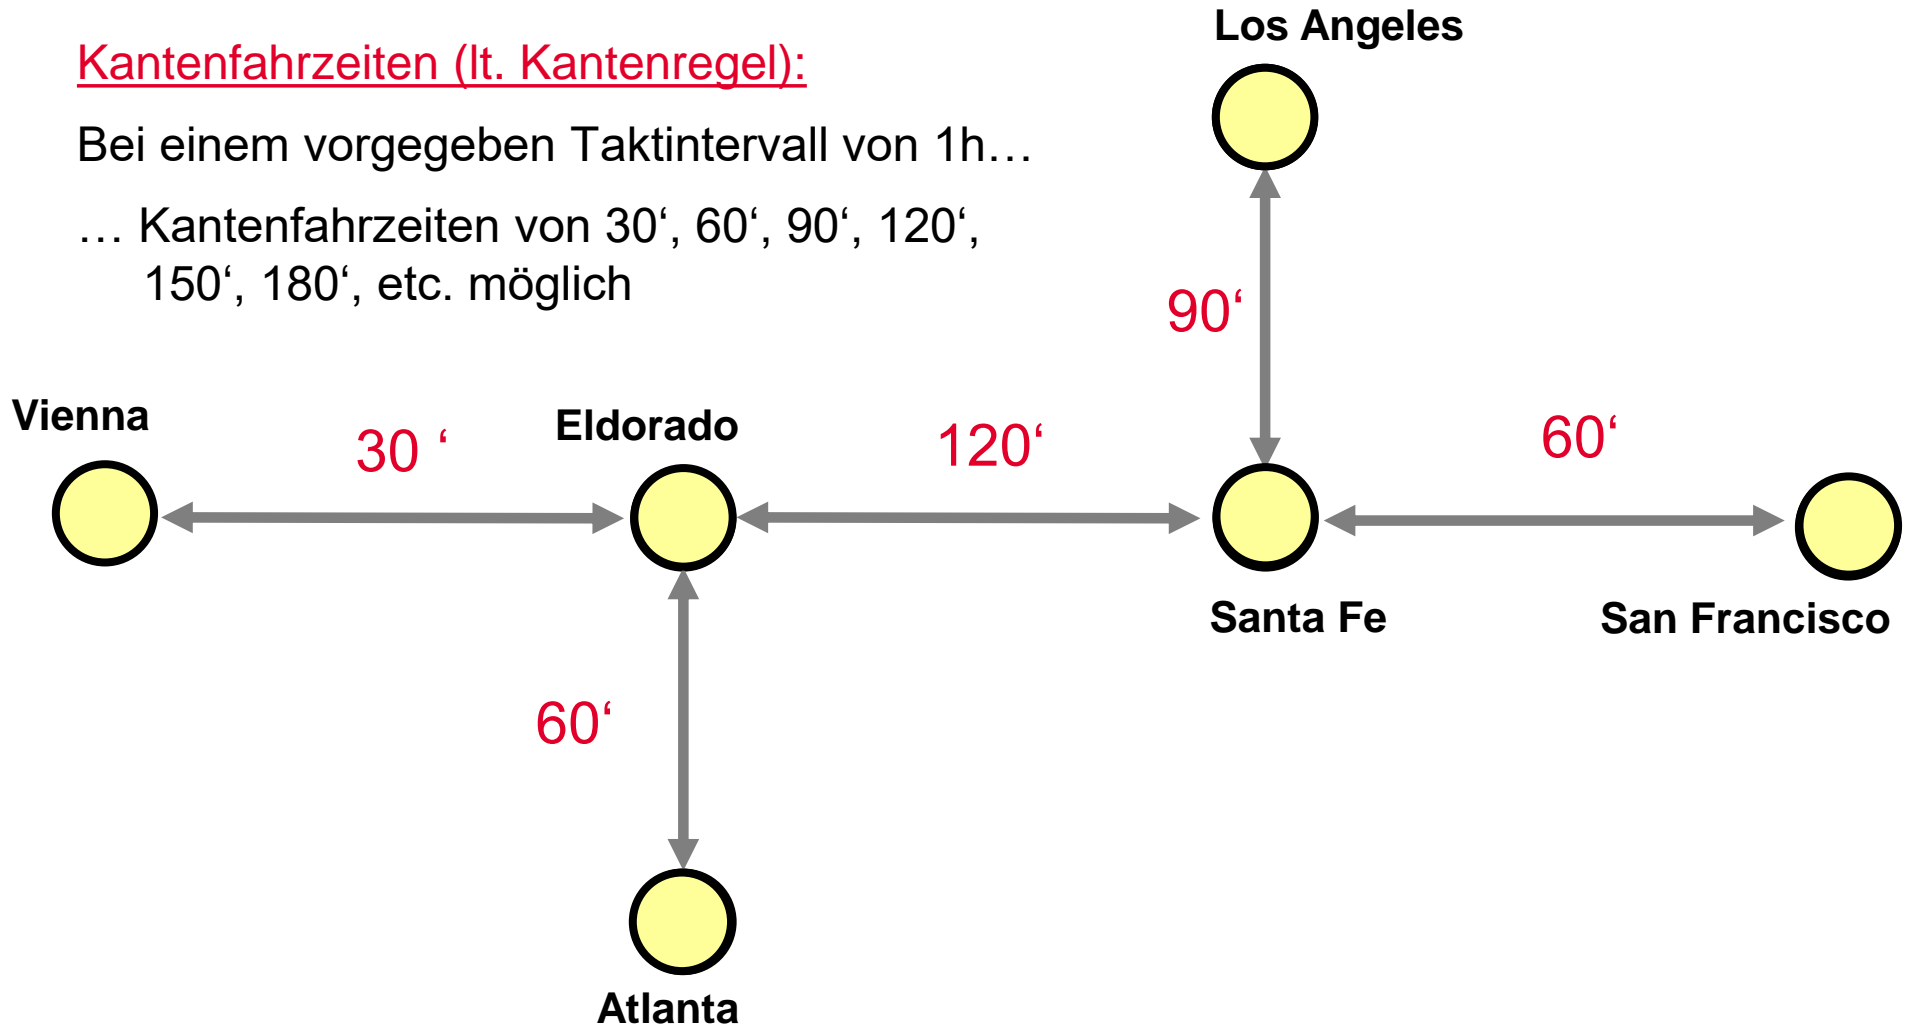 Los Angeles
Kantenfahrzeiten (lt. Kantenregel):
Bei einem vorgegeben Taktintervall von 1h…
… Kantenfahrzeiten von 30‘, 60‘, 90‘, 120‘,
150‘, 180‘, etc. möglich
90‘
Vienna
30 ‘
Eldorado
120‘
60‘
Santa Fe
San Francisco
60‘
Atlanta